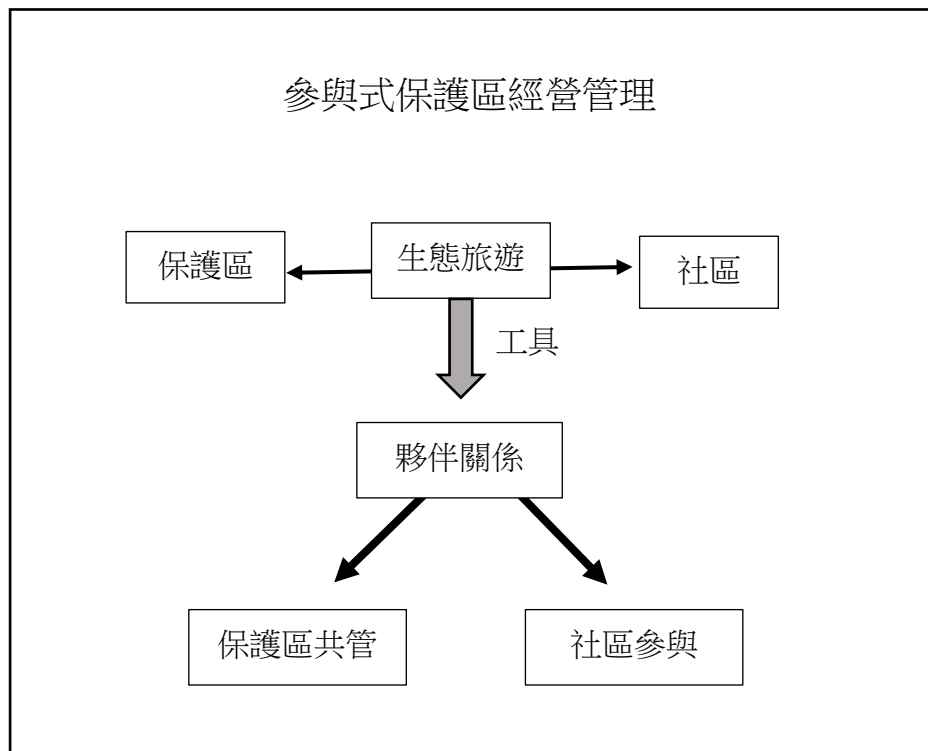 參與式保護區經營管理
保護區
生態旅遊
社區
工具
夥伴關係
保護區共管
社區參與